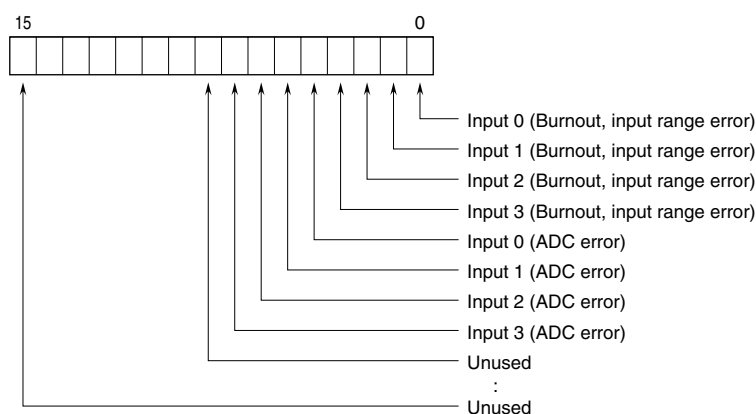 15 0
Input 0 (Burnout, input range error)
Input 1 (Burnout, input range error)
Input 2 (Burnout, input range error)
Input 3 (Burnout, input range error)
Input 0 (ADC error)
Input 1 (ADC error)
Input 2 (ADC error)
Input 3 (ADC error)
Unused
:
Unused